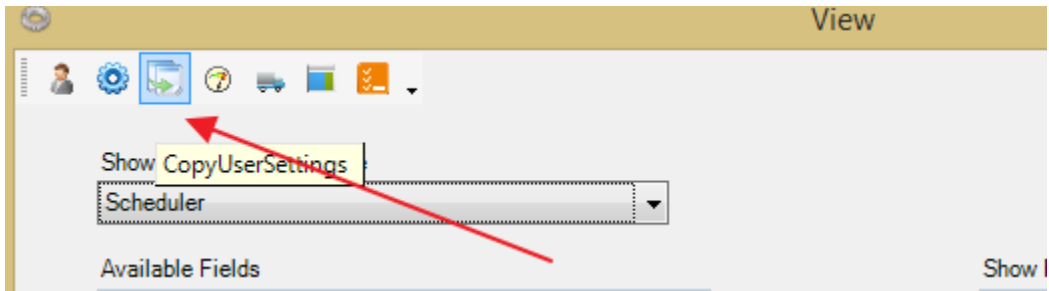 View
Show
CopyUserSettings
Scheduler
Available Fields
Show